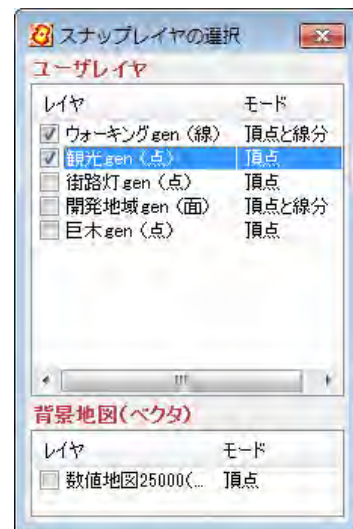 スナップレイヤの選択
ユーザレイヤ
レイヤ モード
ウォーキングgen（線） 頂点と線分
観光gen（点） 頂点
街路灯gen（点） 頂点
開発地域gen（面） 頂点と線分
巨木gen（点） 頂点
背景地図(ベクタ)
レイヤ モード
数値地図25000(... 頂点